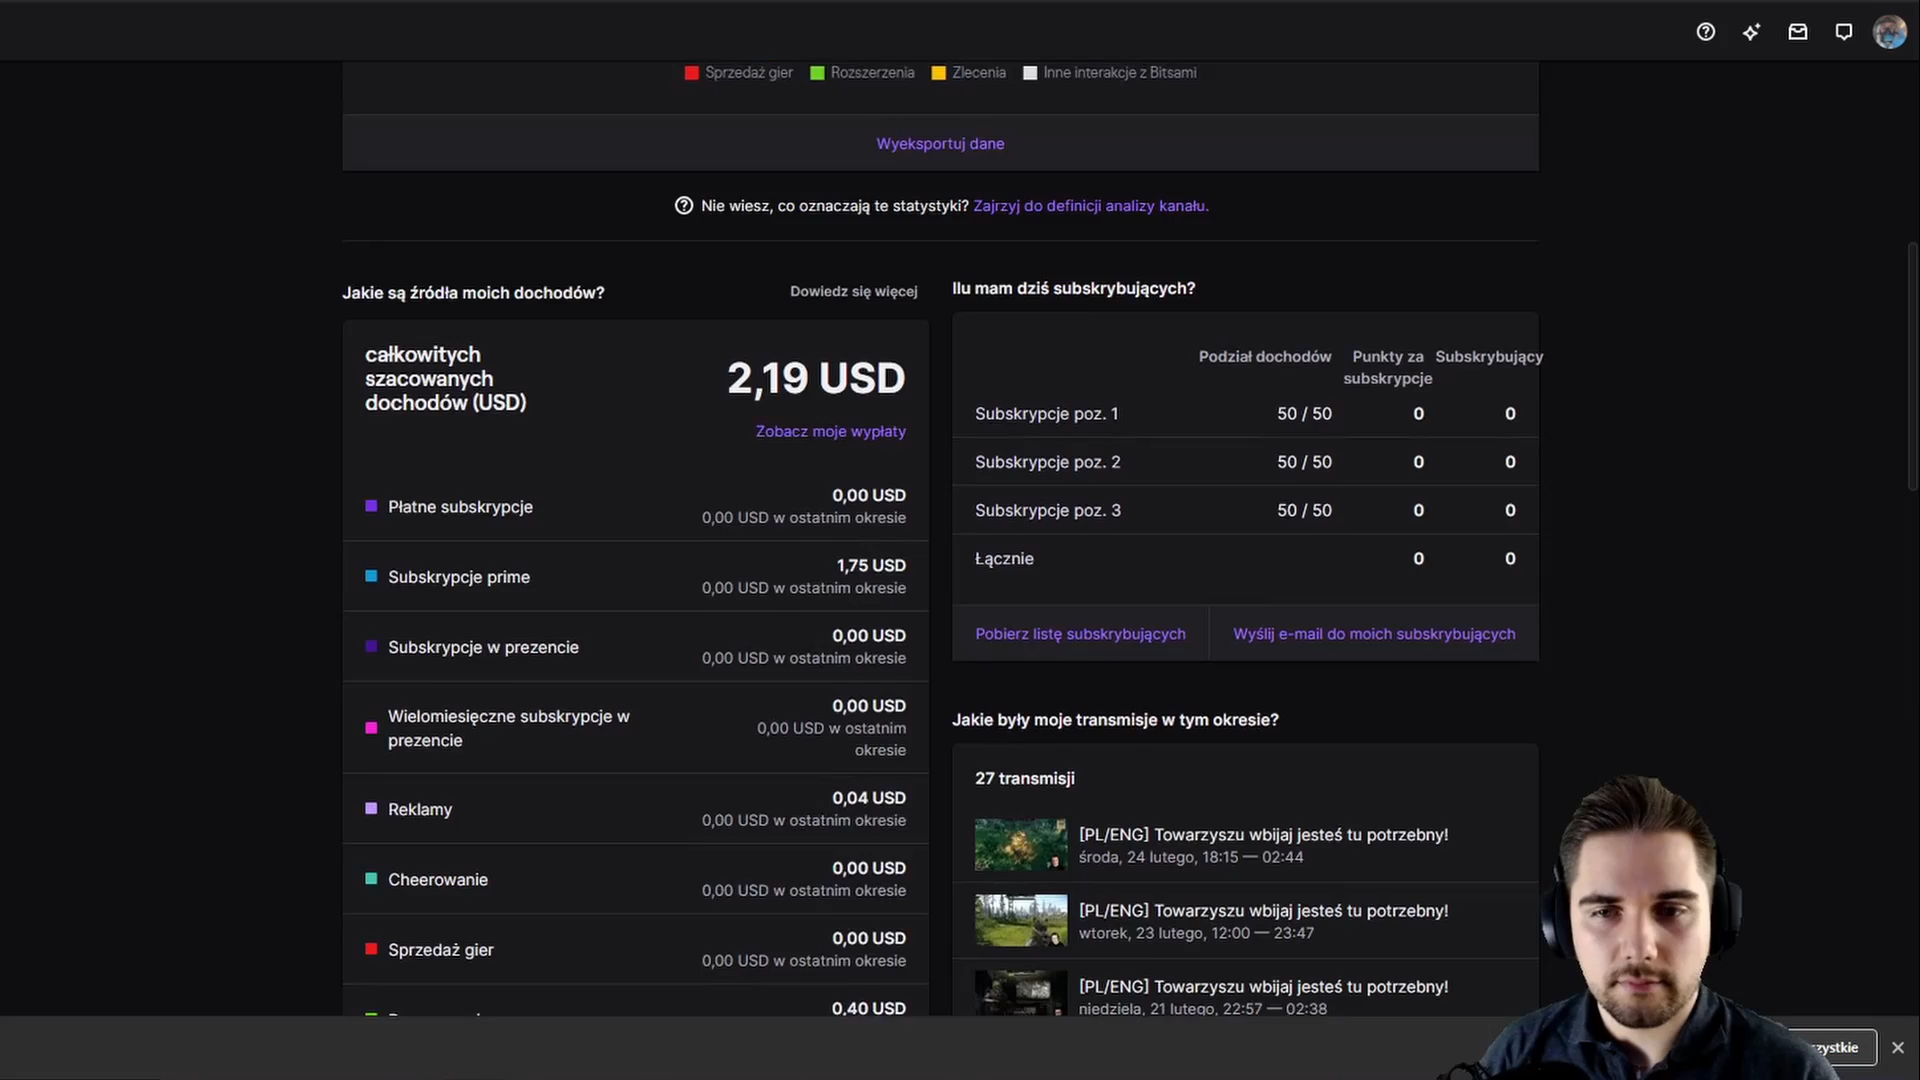 Sprzedaż gier Rozszerzenia Zlecenia Inne interakcje z Bitsami
Wyeksportuj dane
Nie wiesz, co oznaczają te statystyki? Zajrzyj do definicji analizy kanału.
Jakie są źródła moich dochodów? Dowiedz się więcej
całkowitych
szacowanych
dochodów (USD)
2,19 USD
Zobacz moje wypłaty
Płatne subskrypcje
0,00 USD
0,00 USD w ostatnim okresie
Subskrypcje prime
1,75 USD
0,00 USD w ostatnim okresie
Subskrypcje w prezencie
0,00 USD
0,00 USD w ostatnim okresie
Wielomiesięczne subskrypcje w
prezencie
0,00 USD
0,00 USD w ostatnim
okresie
Reklamy
0,04 USD
0,00 USD w ostatnim okresie
Cheerowanie
0,00 USD
0,00 USD w ostatnim okresie
Sprzedaż gier
0,00 USD
0,00 USD w ostatnim okresie
0,40 USD
Ilu mam dziś subskrybujących?
Podział dochodów Punkty za Subskrybujący
subskrypcje
Subskrypcje poz. 1 50 / 50 0 0
Subskrypcje poz. 2 50 / 50 0 0
Subskrypcje poz. 3 50 / 50 0 0
Łącznie 0 0
Pobierz listę subskrybujących Wyślij e-mail do moich subskrybujących
Jakie były moje transmisje w tym okresie?
27 transmisji
[PL/ENG] Towarzyszu wbijaj jesteś tu potrzebny!
środa, 24 lutego, 18:15 — 02:44
[PL/ENG] Towarzyszu wbijaj jesteś tu potrzebny!
wtorek, 23 lutego, 12:00 — 23:47
[PL/ENG] Towarzyszu wbijaj jesteś tu potrzebny!
niedziela, 21 lutego, 22:57 — 02:38